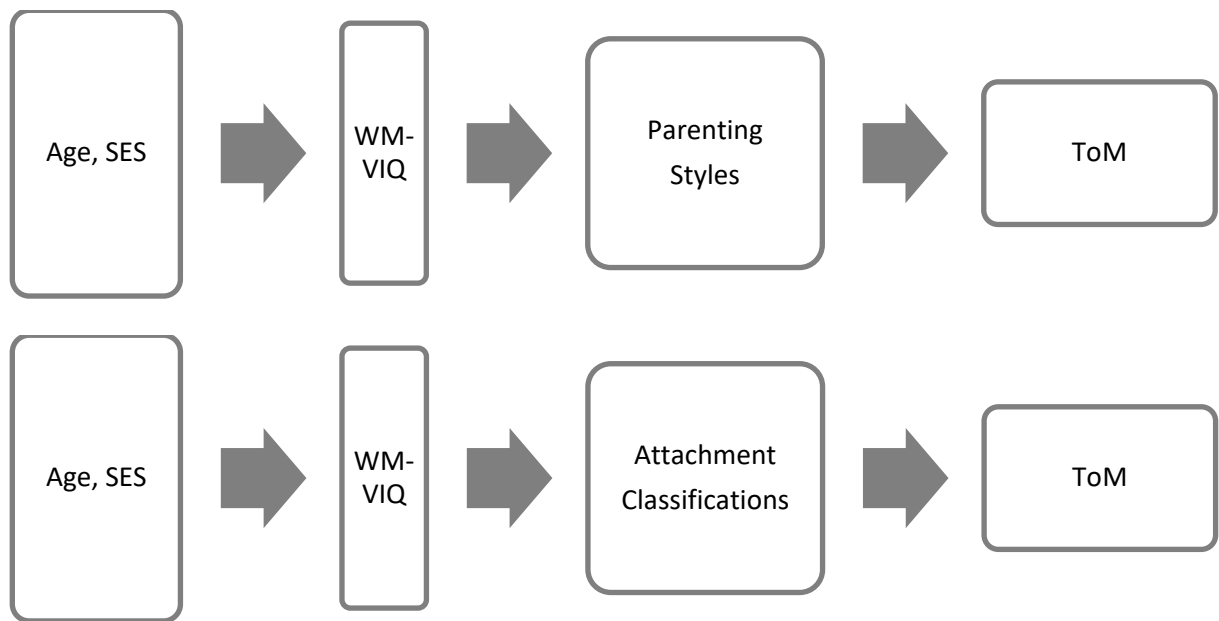 Age, SES
WM-
VIQ
Parenting
Styles
ToM
Age, SES
WM-
VIQ
Attachment
Classifications
ToM